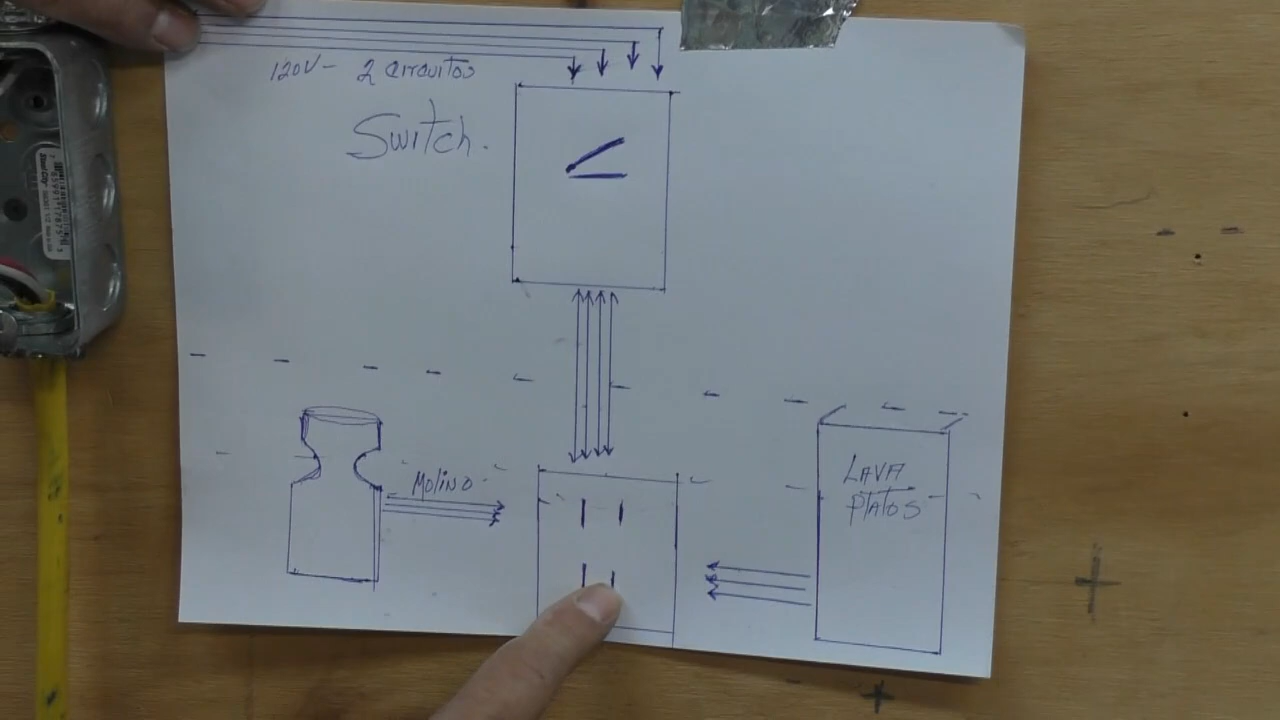 120V - 2 Circuitos
Switch.
Molino
LAVA
PLATOS